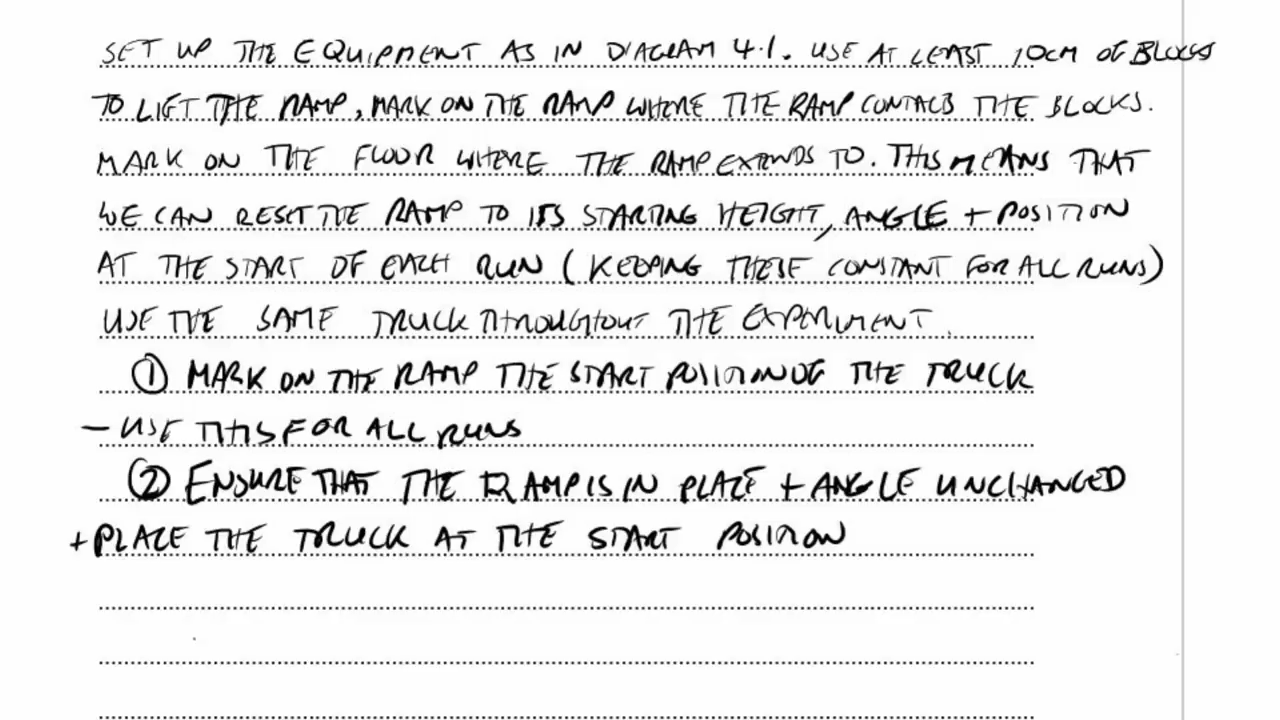 SET UP THE EQUIPMENT AS IN DIAGRAM 4.1. USE AT LEAST 10CM OF BLOCKS
TO LIFT THE RAMP, MARK ON THE RAMP WHERE THE RAMP CONTACTS THE BLOCKS.
MARK ON THE FLOOR WHERE THE RAMP EXTENDS TO. THIS MEANS THAT
WE CAN RESET THE RAMP TO ITS STARTING HEIGHT, ANGLE + POSITION
AT THE START OF EACH RUN (KEEPING THESE CONSTANT FOR ALL RUNS)
USE THE SAME TRUCK THROUGHOUT THE EXPERIMENT.
① MARK ON THE RAMP THE START POSITION OF THE TRUCK
- USE THIS FOR ALL RUNS
② ENSURE THAT THE RAMP IS IN PLACE + ANGLE UNCHANGED
+ PLACE THE TRUCK AT THE START POSITION